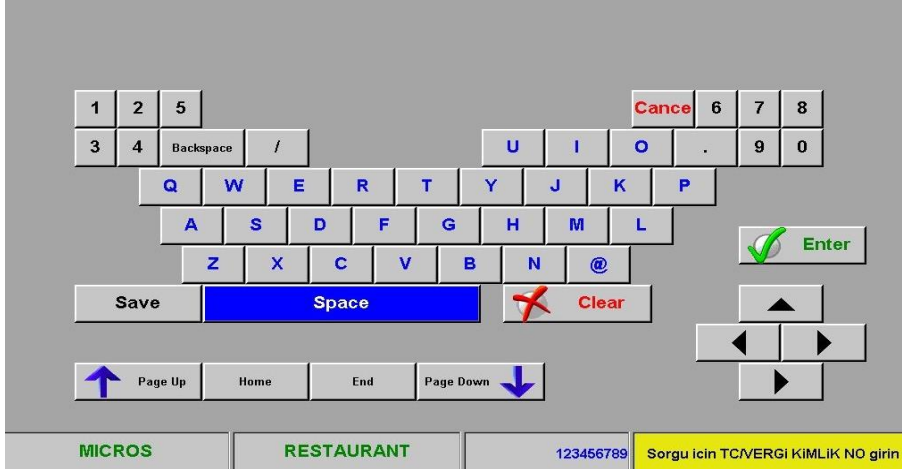 1 2 5 Cance 6 7 8
3 4 Backspace / U I O . 9 0
Q W E R T Y J K P
A S D F G H M L
Enter
Z X C V B N @
Save Space Clear
Page Up Home End Page Down
MICROS RESTAURANT 123456789 Sorgu icin TC/VERGi KiMLiK NO girin